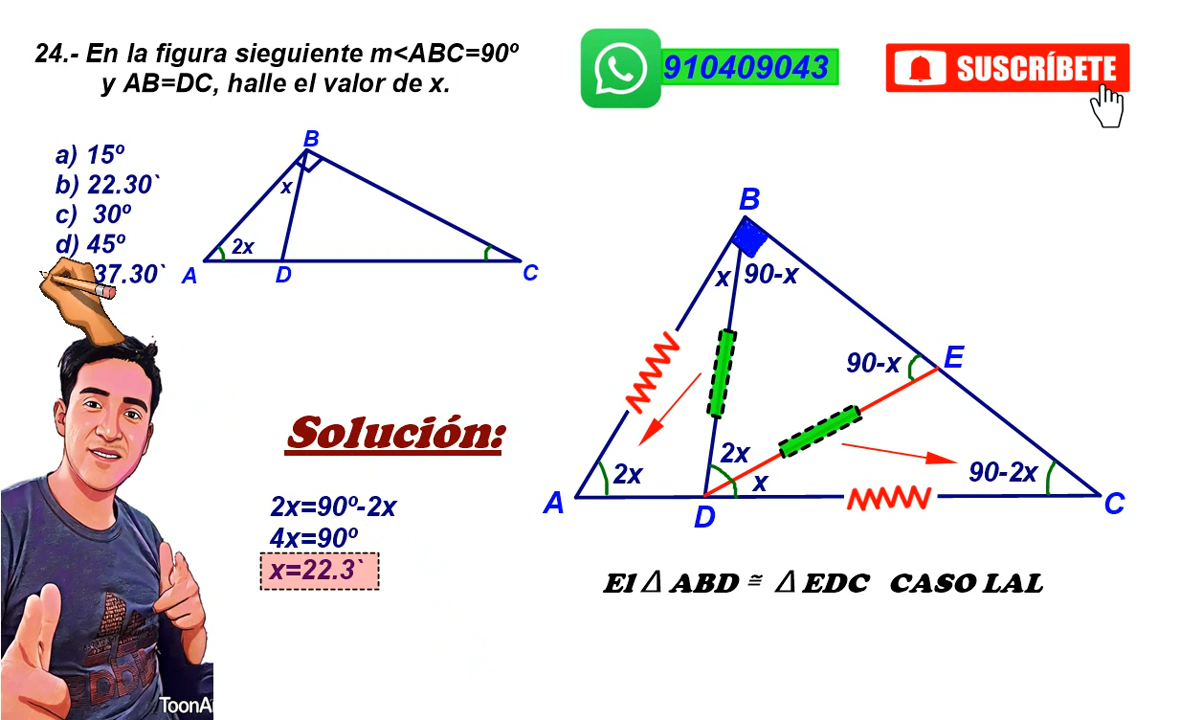 24.- En la figura sieguiente m<ABC=90º
y AB=DC, halle el valor de x.
910409043
SUSCRÍBETE
a) 15º
b) 22.30`
c) 30º
d) 45º
37.30`
B
x
2x
A
D
C
B
x
90-x
90-x
E
2x
2x
x
90-2x
A
D
C
Solución:
2x=90º-2x
4x=90º
x=22.3`
El Δ ABD ≅ Δ EDC CASO LAL
ToonA